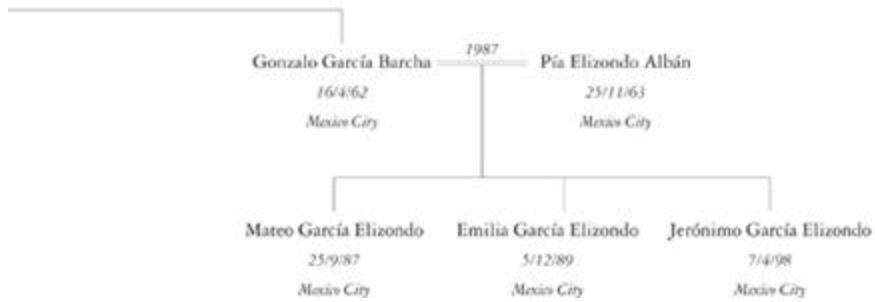 1987
Gonzalo García Barcha Pía Elizondo Albán
16/4/62 25/11/63
Mexico City Mexico City
Mateo García Elizondo Emilia García Elizondo Jerónimo García Elizondo
25/9/87 5/12/89 7/4/98
Mexico City Mexico City Mexico City